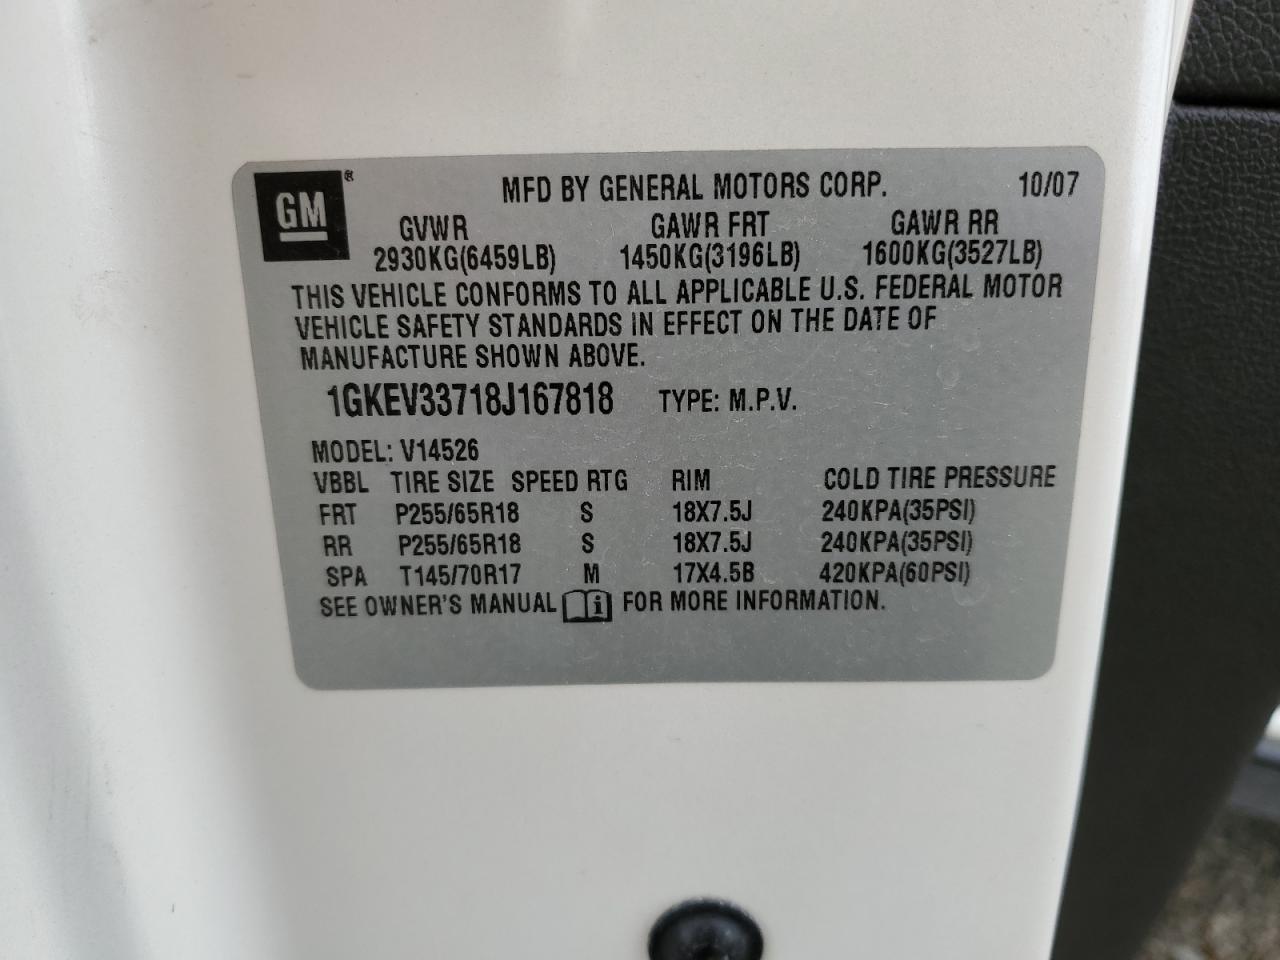 GM® MFD BY GENERAL MOTORS CORP. 10/07
GVWR GAWR FRT GAWR RR
2930KG(6459LB) 1450KG(3196LB) 1600KG(3527LB)
THIS VEHICLE CONFORMS TO ALL APPLICABLE U.S. FEDERAL MOTOR
VEHICLE SAFETY STANDARDS IN EFFECT ON THE DATE OF
MANUFACTURE SHOWN ABOVE.
1GKEV33718J167818 TYPE: M.P.V.
MODEL: V14526
VBBL TIRE SIZE SPEED RTG RIM COLD TIRE PRESSURE
FRT P255/65R18 S 18X7.5J 240KPA(35PSI)
RR P255/65R18 S 18X7.5J 240KPA(35PSI)
SPA T145/70R17 M 17X4.5B 420KPA(60PSI)
SEE OWNER'S MANUAL i FOR MORE INFORMATION.